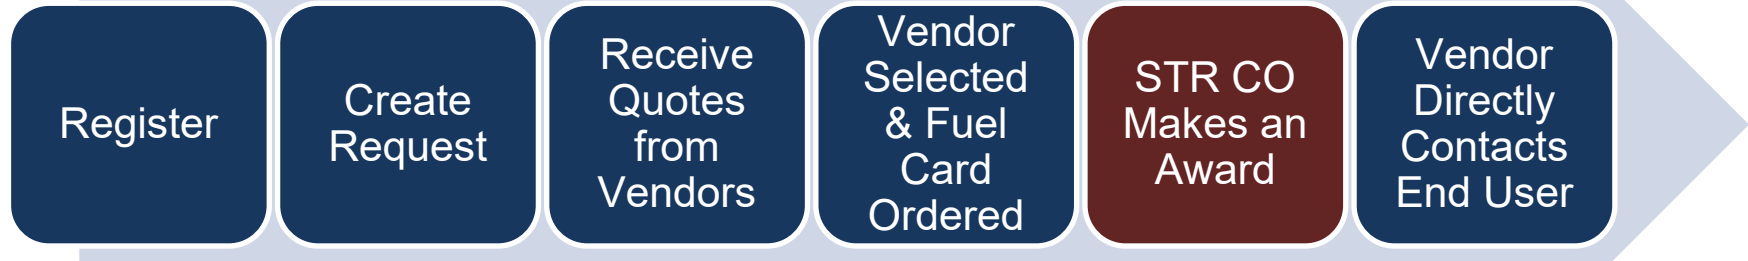 Register
Create
Request
Receive
Quotes
from
Vendors
Vendor
Selected
& Fuel
Card
Ordered
STR CO
Makes an
Award
Vendor
Directly
Contacts
End User